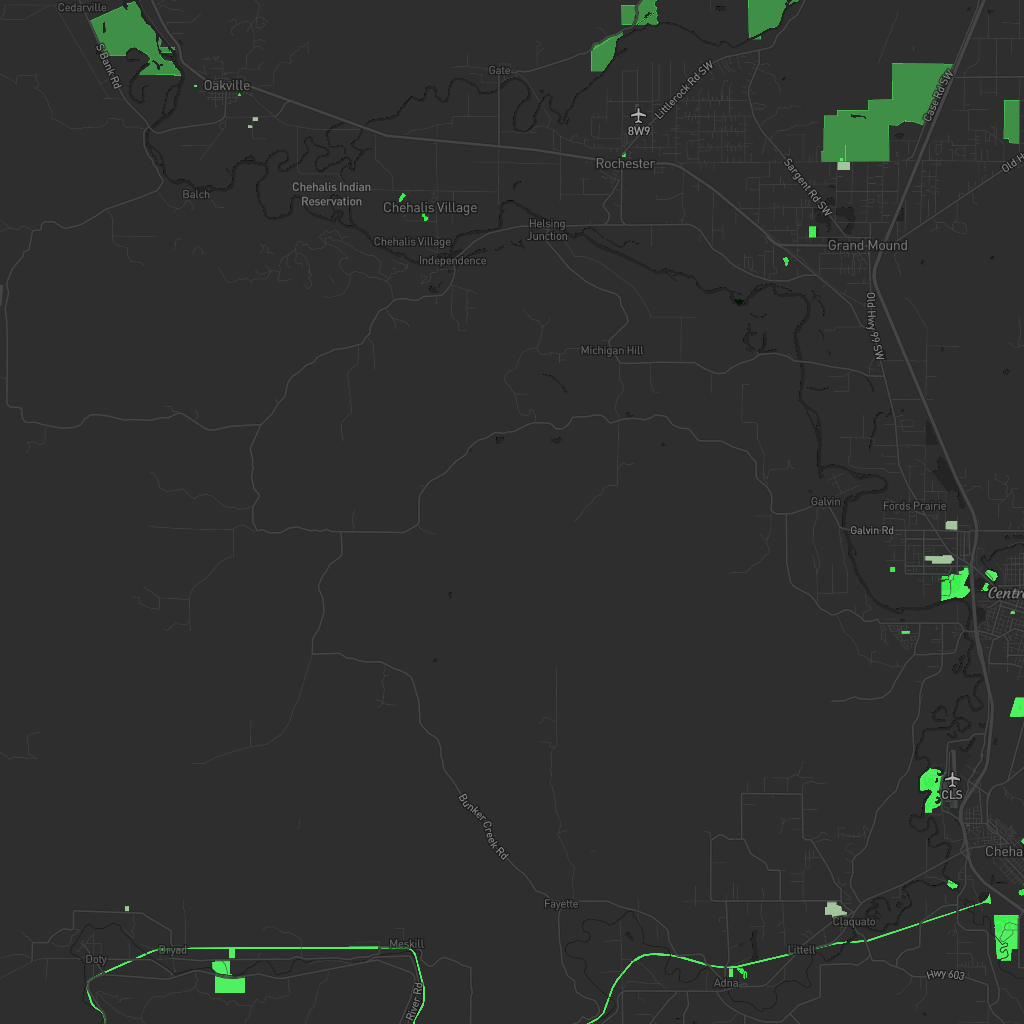 Cedarville
S Bank Rd
Oakville
Gate
Littlerock Rd SW
8W9
Case Rd SW
Rochester
Old H
Sargent Rd SW
Balch
Chehalis Indian
Reservation
Chehalis Village
Helsing
Junction
Chehalis Village
Independence
Grand Mound
Old Hwy 99 SW
Michigan Hill
Galvin
Fords Prairie
Galvin Rd
Centra
CLS
Bunker Creek Rd
Cheha
Fayette
Claquato
Doty
Dryad
Meskill
Littell
Adna
Hwy 603
River Rd